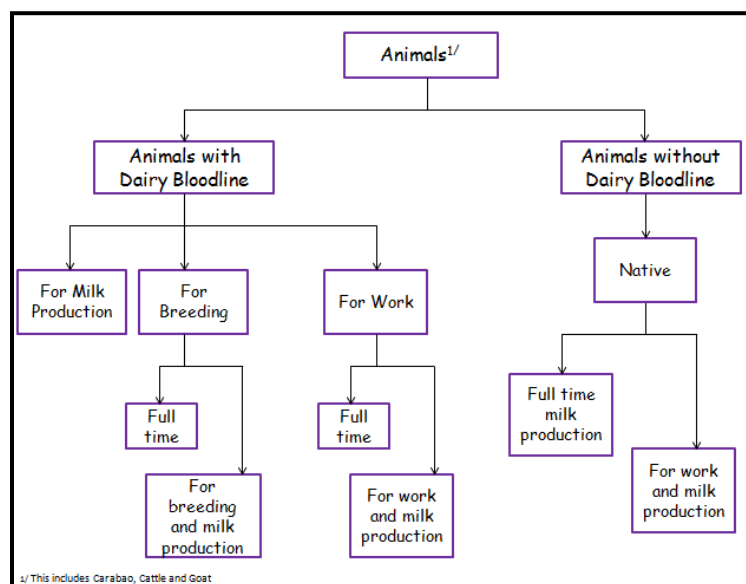 Animals1/
Animals with
Dairy Bloodline
Animals without
Dairy Bloodline
For Milk
Production
For
Breeding
For Work
Native
Full
time
Full
time
Full time
milk
production
For
breeding
and milk
production
For work
and milk
production
For work
and milk
production
1/ This includes Carabao, Cattle and Goat